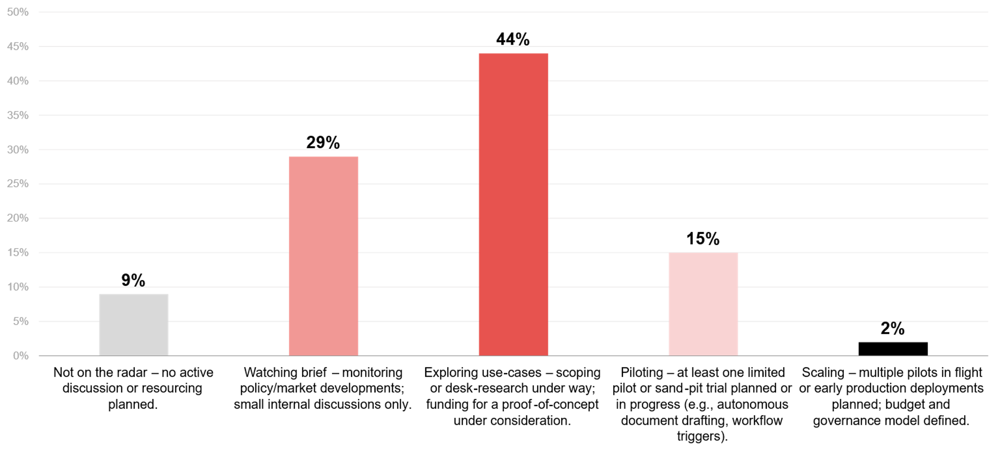 50%
45%
40%
35%
30%
25%
20%
15%
10%
5%
0%
9%
29%
44%
15%
2%
Not on the radar – no active
discussion or resourcing
planned.
Watching brief – monitoring
policy/market developments;
small internal discussions only.
Exploring use-cases – scoping
or desk-research under way;
funding for a proof-of-concept
under consideration.
Piloting – at least one limited
pilot or sand-pit trial planned or
in progress (e.g., autonomous
document drafting, workflow
triggers).
Scaling – multiple pilots in flight
or early production deployments
planned; budget and
governance model defined.